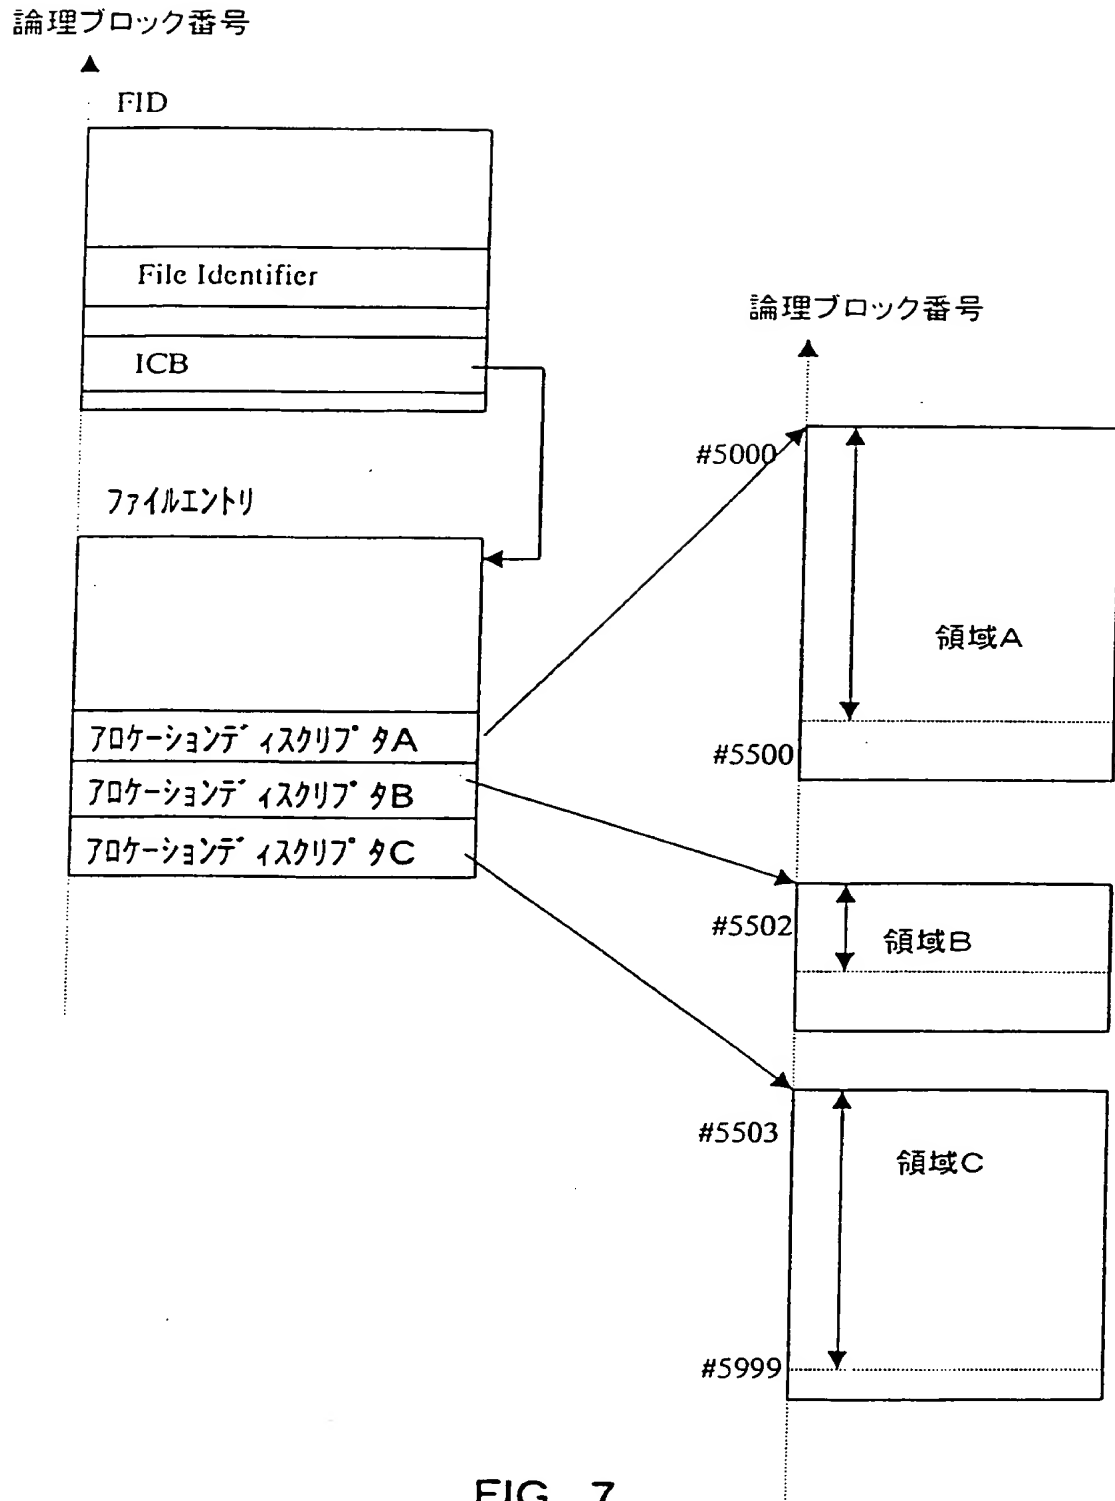 論理ブロック番号
FID
File Identifier
ICB
ファイルエントリ
アロケーションディスクリプタA
アロケーションディスクリプタB
アロケーションディスクリプタC
論理ブロック番号
#5000
領域A
#5500
#5502
領域B
#5503
領域C
#5999
FIG. 7